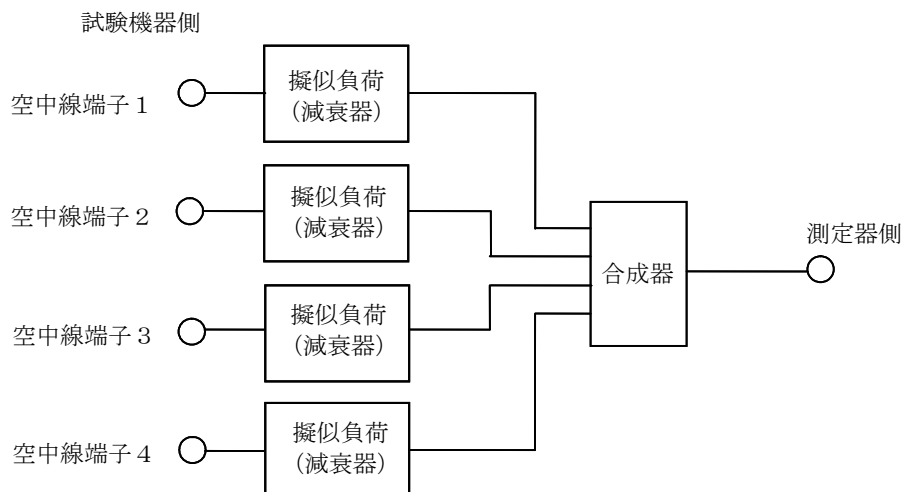 試験機器側
空中線端子1
擬似負荷
(減衰器)
空中線端子2
擬似負荷
(減衰器)
空中線端子3
擬似負荷
(減衰器)
空中線端子4
擬似負荷
(減衰器)
合成器
測定器側